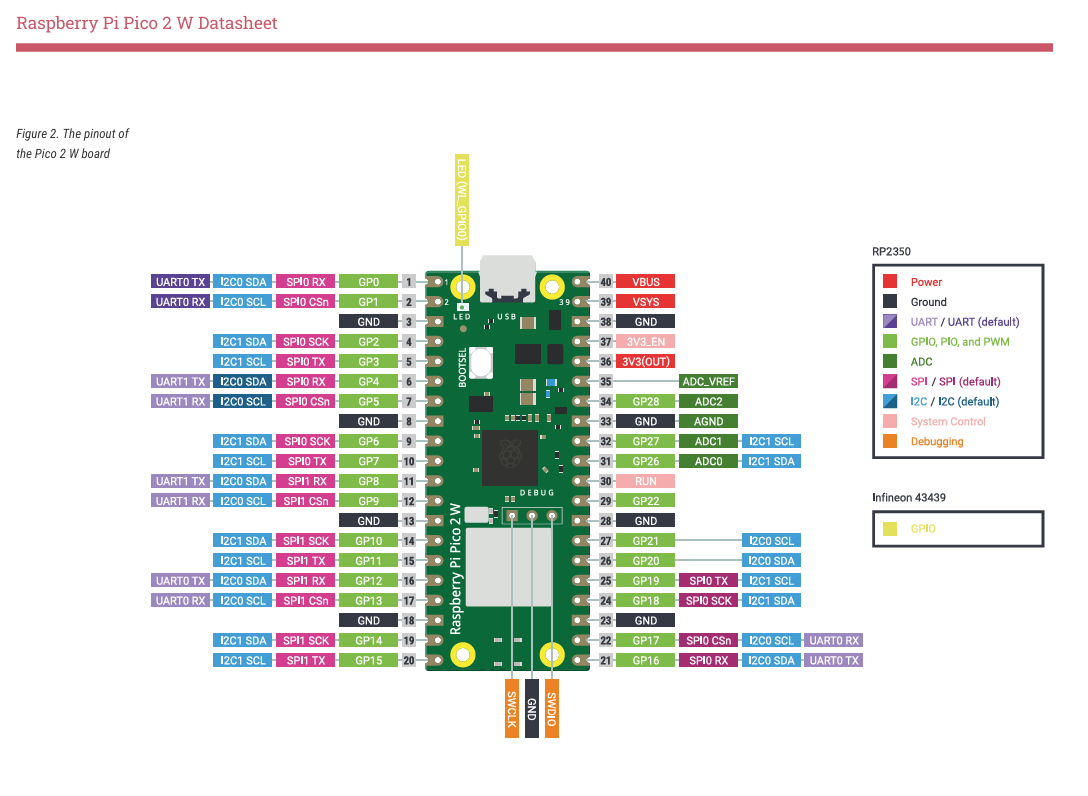 Raspberry Pi Pico 2 W Datasheet
Figure 2. The pinout of
the Pico 2 W board
LED (WL_GPIO0)
UART0 TX I2C0 SDA SPI0 RX GP0 1
UART0 RX I2C0 SCL SPI0 CSn GP1 2
GND 3
I2C1 SDA SPI0 SCK GP2 4
I2C1 SCL SPI0 TX GP3 5
UART1 TX I2C0 SDA SPI0 RX GP4 6
UART1 RX I2C0 SCL SPI0 CSn GP5 7
GND 8
I2C1 SDA SPI0 SCK GP6 9
I2C1 SCL SPI0 TX GP7 10
UART1 TX I2C0 SDA SPI1 RX GP8 11
UART1 RX I2C0 SCL SPI1 CSn GP9 12
GND 13
I2C1 SDA SPI1 SCK GP10 14
I2C1 SCL SPI1 TX GP11 15
UART0 TX I2C0 SDA SPI1 RX GP12 16
UART0 RX I2C0 SCL SPI1 CSn GP13 17
GND 18
I2C1 SDA SPI1 SCK GP14 19
I2C1 SCL SPI1 TX GP15 20
1
2
39
LED
USB
BOOTSEL
DEBUG
Raspberry Pi Pico 2 W
40 VBUS
39 VSYS
38 GND
37 3V3_EN
36 3V3(OUT)
35 ADC_VREF
34 GP28 ADC2
33 GND AGND
32 GP27 ADC1 I2C1 SCL
31 GP26 ADC0 I2C1 SDA
30 RUN
29 GP22
28 GND
27 GP21 I2C0 SCL
26 GP20 I2C0 SDA
25 GP19 SPI0 TX I2C1 SCL
24 GP18 SPI0 SCK I2C1 SDA
23 GND
22 GP17 SPI0 CSn I2C0 SCL UART0 RX
21 GP16 SPI0 RX I2C0 SDA UART0 TX
SWCLK
GND
SWDIO
RP2350
Power
Ground
UART / UART (default)
GPIO, PIO, and PWM
ADC
SPI / SPI (default)
I2C / I2C (default)
System Control
Debugging
Infineon 43439
GPIO